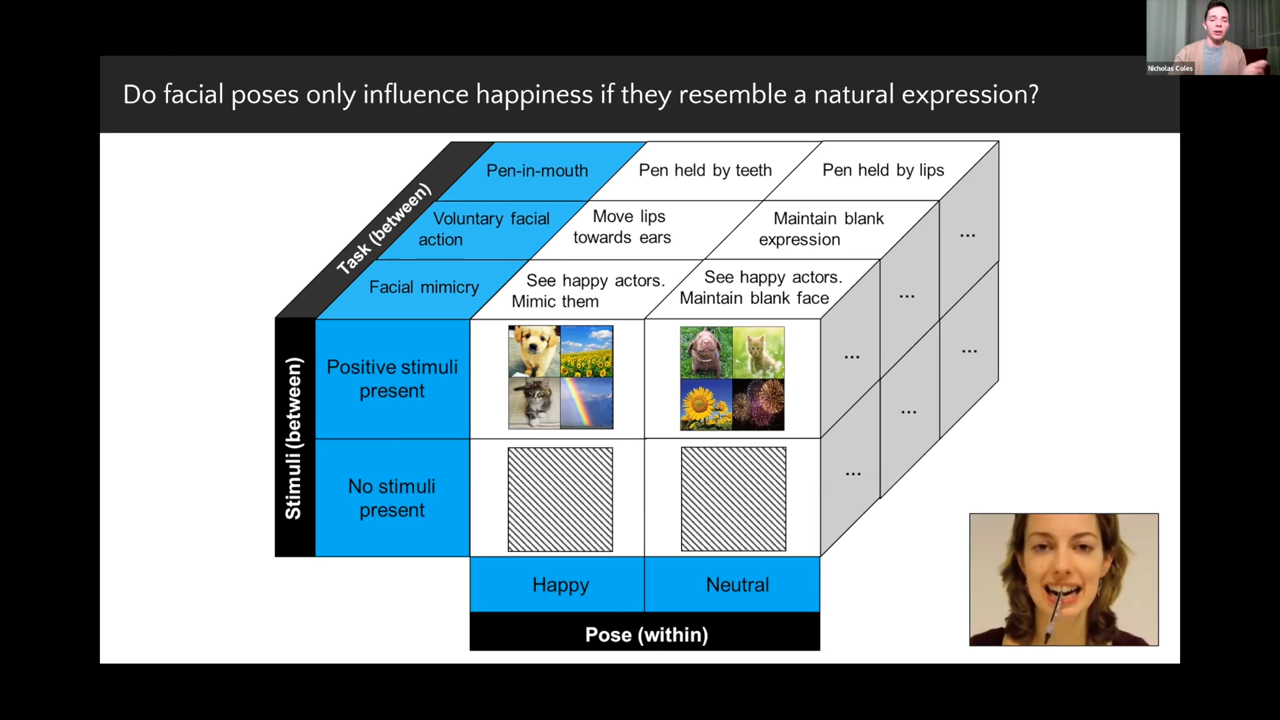 Nicholas Coles
Do facial poses only influence happiness if they resemble a natural expression?
Task (between)
Pen-in-mouth
Pen held by teeth
Pen held by lips
Voluntary facial
action
Move lips
towards ears
Maintain blank
expression
...
Facial mimicry
See happy actors.
Mimic them
See happy actors.
Maintain blank face
...
Stimuli (between)
Positive stimuli
present
...
...
No stimuli
present
...
...
Happy
Neutral
Pose (within)